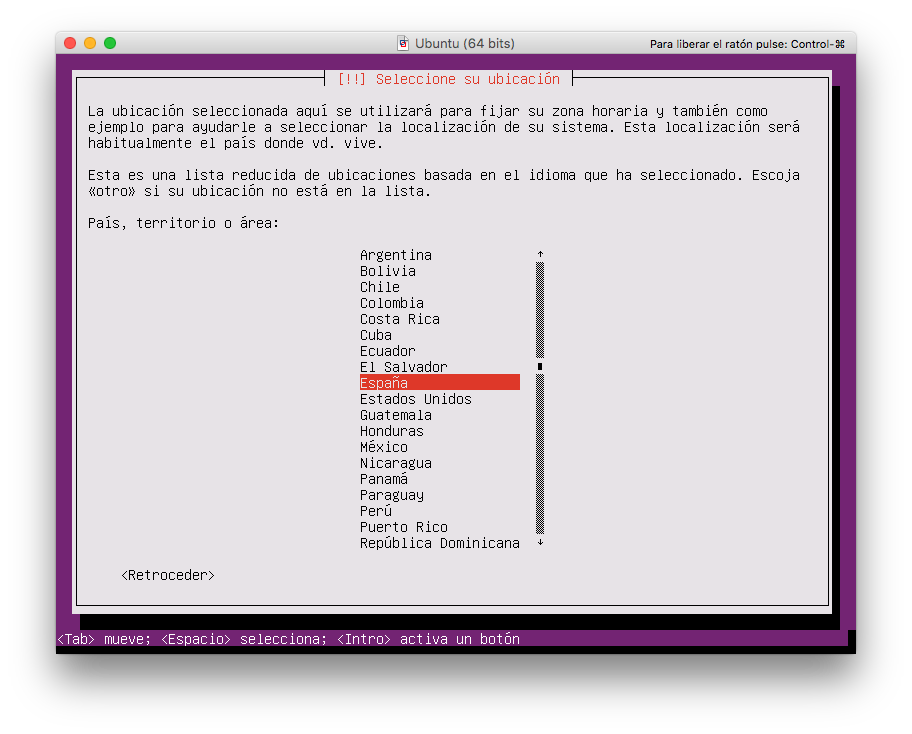 Ubuntu (64 bits)
Para liberar el ratón pulse: Control-⌘
[!!] Seleccione su ubicación
La ubicación seleccionada aquí se utilizará para fijar su zona horaria y también como
ejemplo para ayudarle a seleccionar la localización de su sistema. Esta localización será
habitualmente el país donde vd. vive.
Esta es una lista reducida de ubicaciones basada en el idioma que ha seleccionado. Escoja
«otro» si su ubicación no está en la lista.
País, territorio o área:
Argentina
Bolivia
Chile
Colombia
Costa Rica
Cuba
Ecuador
El Salvador
España
Estados Unidos
Guatemala
Honduras
México
Nicaragua
Panamá
Paraguay
Perú
Puerto Rico
República Dominicana
<Retroceder>
<Tab> mueve; <Espacio> selecciona; <Intro> activa un botón